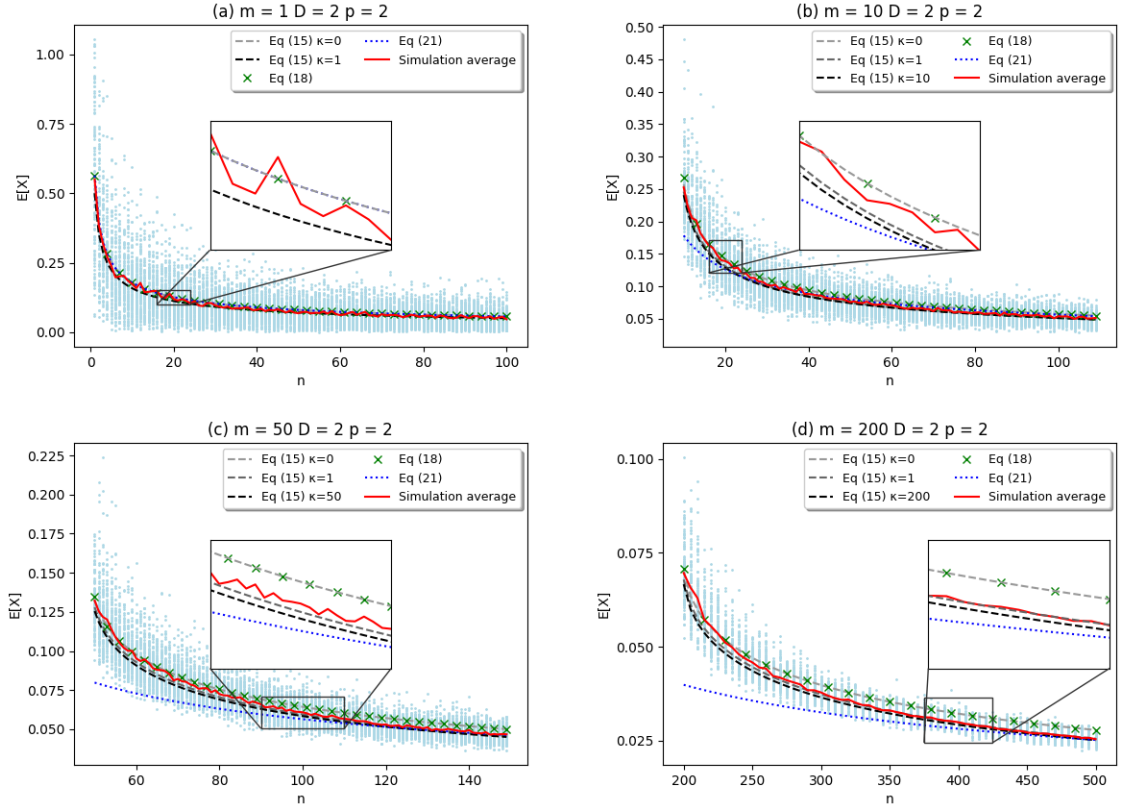 (a) m = 1 D = 2 p = 2
Eq (15) κ=0
Eq (15) κ=1
Eq (18)
Eq (21)
Simulation average
E[X]
1.00
0.75
0.50
0.25
0.00
0
20
40
60
80
100
n
(b) m = 10 D = 2 p = 2
Eq (15) κ=0
Eq (15) κ=1
Eq (15) κ=10
Eq (18)
Eq (21)
Simulation average
E[X]
0.50
0.45
0.40
0.35
0.30
0.25
0.20
0.15
0.10
0.05
20
40
60
80
100
n
(c) m = 50 D = 2 p = 2
Eq (15) κ=0
Eq (15) κ=1
Eq (15) κ=50
Eq (18)
Eq (21)
Simulation average
E[X]
0.225
0.200
0.175
0.150
0.125
0.100
0.075
0.050
60
80
100
120
140
n
(d) m = 200 D = 2 p = 2
Eq (15) κ=0
Eq (15) κ=1
Eq (15) κ=200
Eq (18)
Eq (21)
Simulation average
E[X]
0.100
0.075
0.050
0.025
200
250
300
350
400
450
500
n